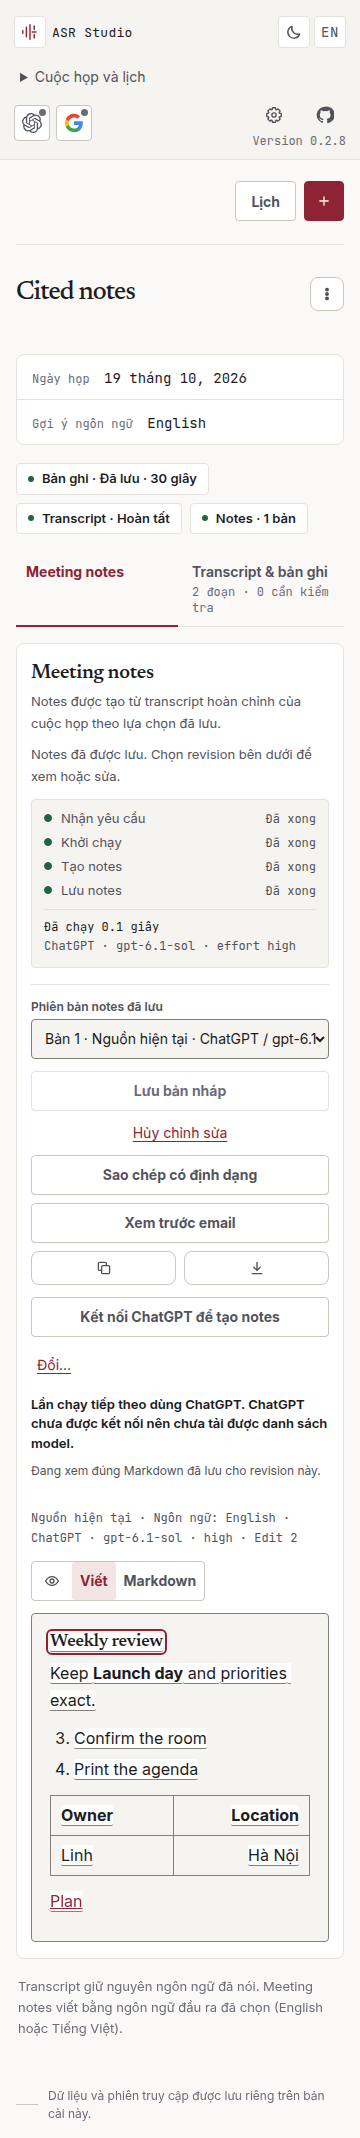 ASR Studio
EN
Cuộc họp và lịch
Version 0.2.8
Lịch
+
Cited notes
Ngày họp 19 tháng 10, 2026
Gợi ý ngôn ngữ English
Bản ghi · Đã lưu · 30 giây
Transcript · Hoàn tất
Notes · 1 bản
Meeting notes
Transcript & bản ghi
2 đoạn · 0 cần kiểm
tra
Meeting notes
Notes được tạo từ transcript hoàn chỉnh của
cuộc họp theo lựa chọn đã lưu.
Notes đã được lưu. Chọn revision bên dưới để
xem hoặc sửa.
Nhận yêu cầu Đã xong
Khởi chạy Đã xong
Tạo notes Đã xong
Lưu notes Đã xong
Đã chạy 0.1 giây
ChatGPT · gpt-6.1-sol · effort high
Phiên bản notes đã lưu
Bản 1 · Nguồn hiện tại · ChatGPT / gpt-6.1
Lưu bản nháp
Hủy chỉnh sửa
Sao chép có định dạng
Xem trước email
Kết nối ChatGPT để tạo notes
Đổi...
Lần chạy tiếp theo dùng ChatGPT. ChatGPT
chưa được kết nối nên chưa tải được danh sách
model.
Đang xem đúng Markdown đã lưu cho revision này.
Nguồn hiện tại · Ngôn ngữ: English ·
ChatGPT · gpt-6.1-sol · high · Edit 2
Viết
Markdown
Weekly review
Keep Launch day and priorities
exact.
3. Confirm the room
4. Print the agenda
Owner Location
Linh Hà Nội
Plan
Transcript giữ nguyên ngôn ngữ đã nói. Meeting
notes viết bằng ngôn ngữ đầu ra đã chọn (English
hoặc Tiếng Việt).
Dữ liệu và phiên truy cập được lưu riêng trên bản
cài này.